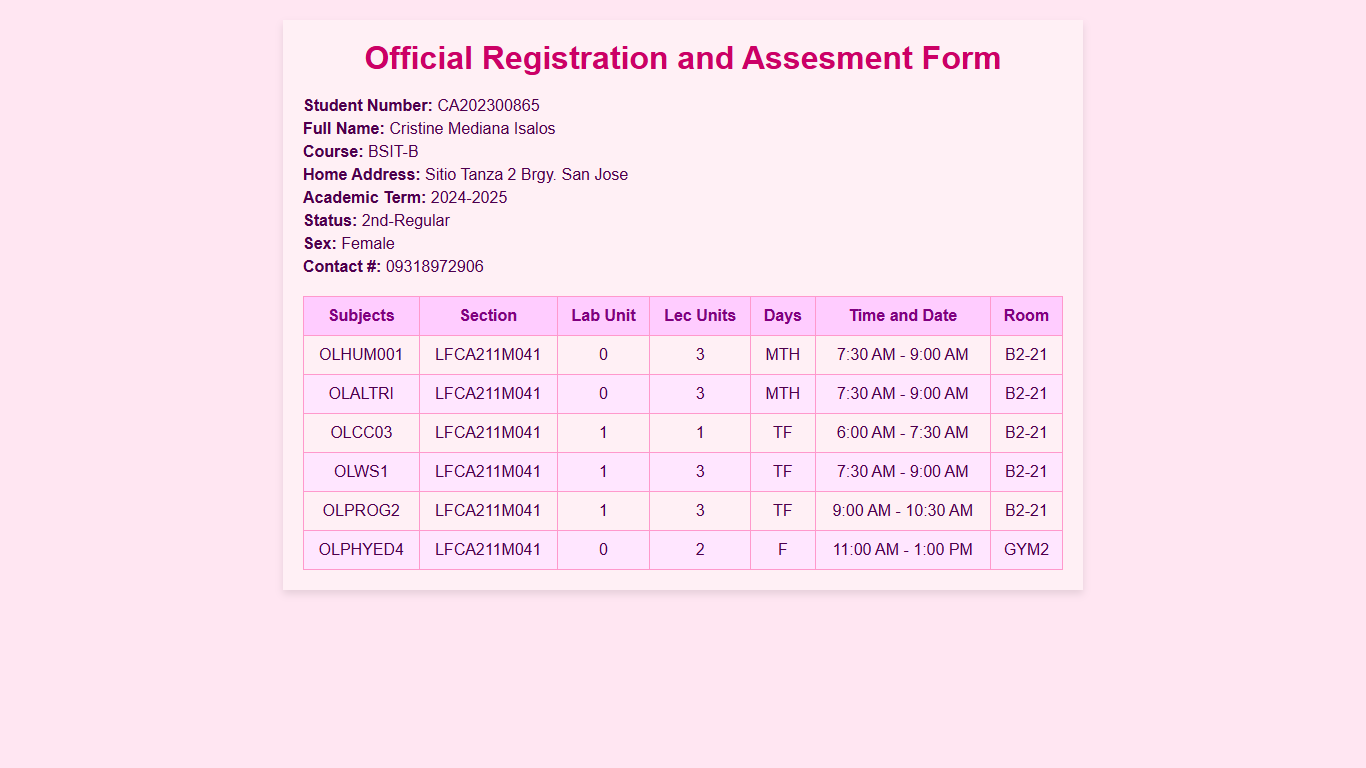 Official Registration and Assesment Form
Student Number: CA202300865
Full Name: Cristine Mediana Isalos
Course: BSIT-B
Home Address: Sitio Tanza 2 Brgy. San Jose
Academic Term: 2024-2025
Status: 2nd-Regular
Sex: Female
Contact #: 09318972906
Subjects Section Lab Unit Lec Units Days Time and Date Room
OLHUM001 LFCA211M041 0 3 MTH 7:30 AM - 9:00 AM B2-21
OLALTRI LFCA211M041 0 3 MTH 7:30 AM - 9:00 AM B2-21
OLCC03 LFCA211M041 1 1 TF 6:00 AM - 7:30 AM B2-21
OLWS1 LFCA211M041 1 3 TF 7:30 AM - 9:00 AM B2-21
OLPROG2 LFCA211M041 1 3 TF 9:00 AM - 10:30 AM B2-21
OLPHYED4 LFCA211M041 0 2 F 11:00 AM - 1:00 PM GYM2